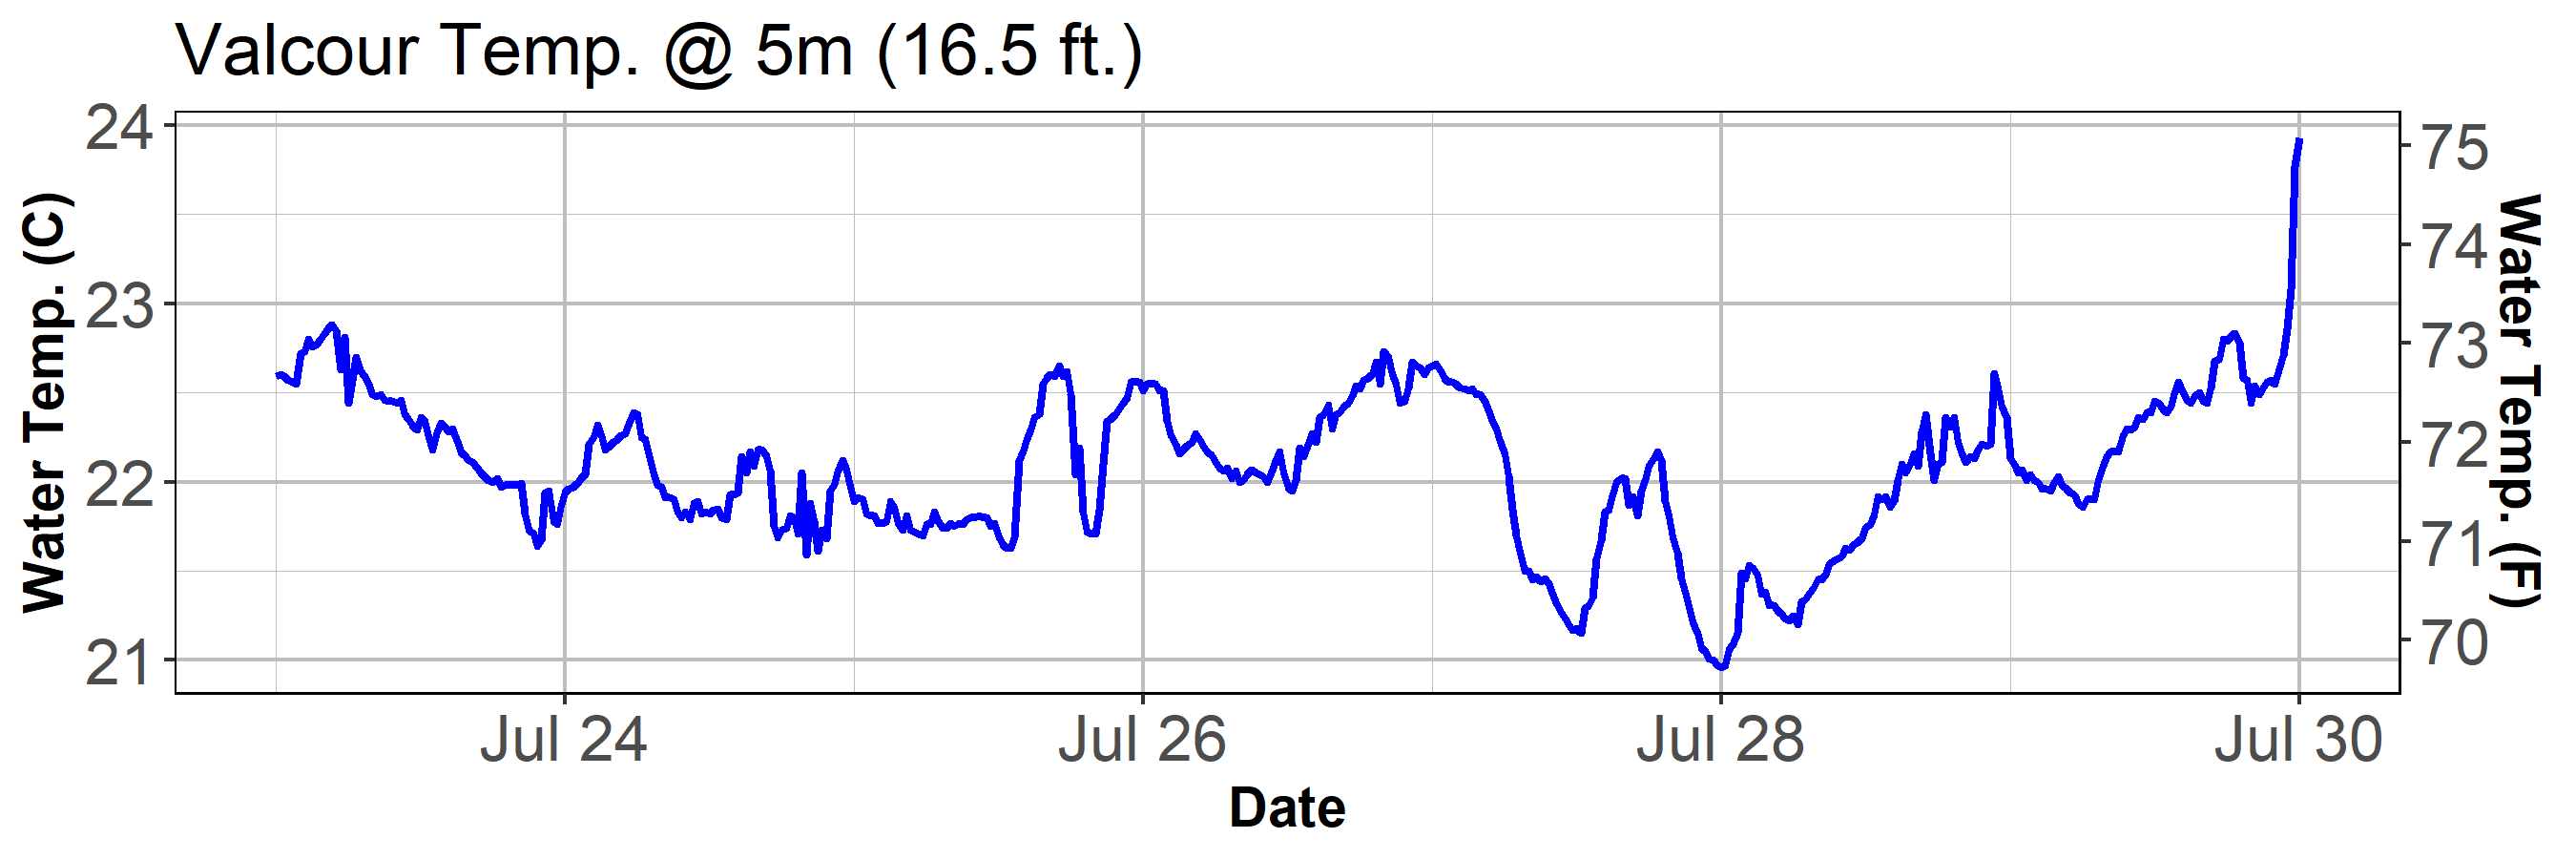 Valcour Temp. @ 5m (16.5 ft.)
Water Temp. (C)
24
23
22
21
75
74
73
72
71
70
Water Temp. (F)
Jul 24 Jul 26 Jul 28 Jul 30
Date